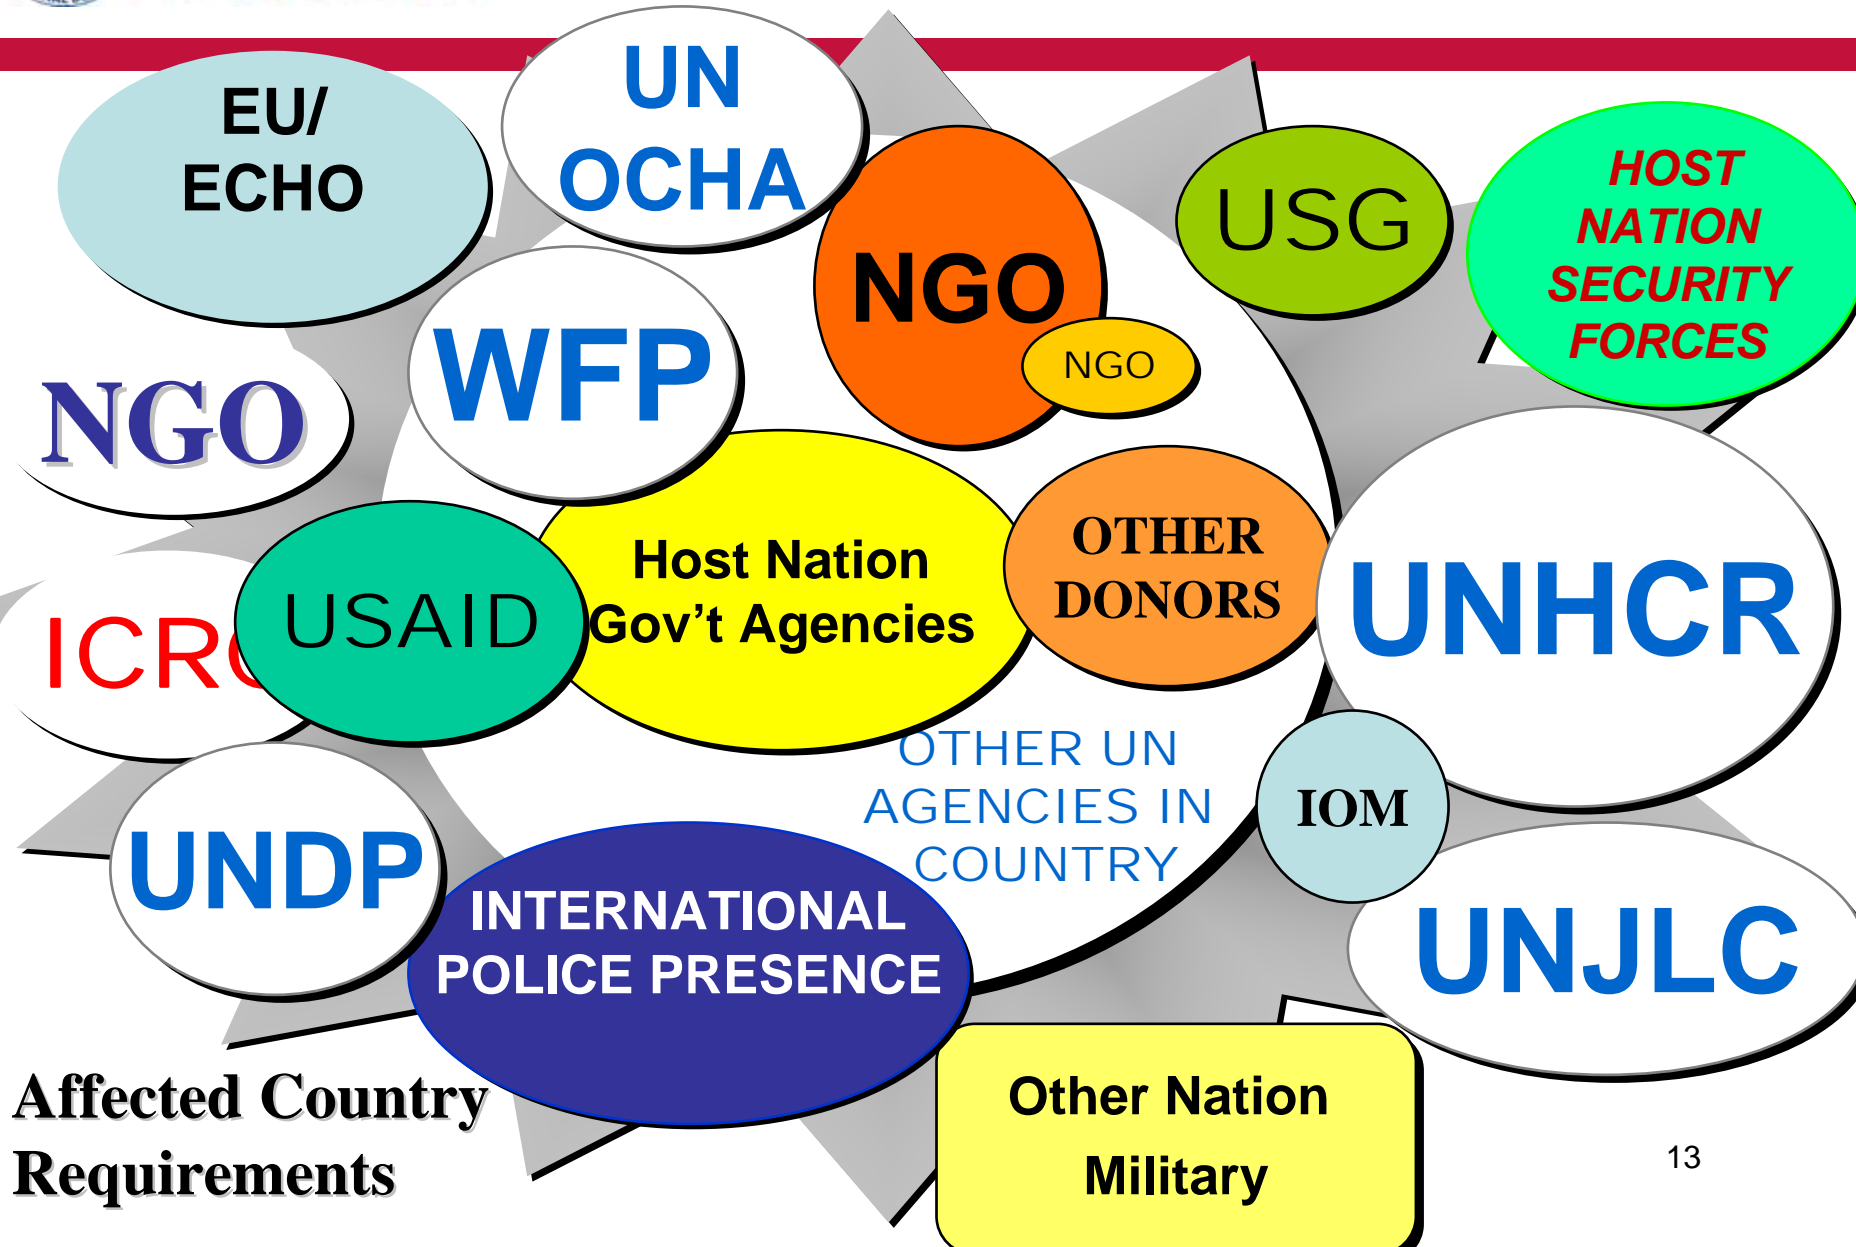 EU/
ECHO
UN
OCHA
NGO
NGO
USG
HOST
NATION
SECURITY
FORCES
WFP
NGO
Host Nation
Gov't Agencies
OTHER
DONORS
UNHCR
USAID
ICRC
OTHER UN
AGENCIES IN
COUNTRY
IOM
UNDP
INTERNATIONAL
POLICE PRESENCE
UNJLC
Affected Country
Requirements
Other Nation
Military
13